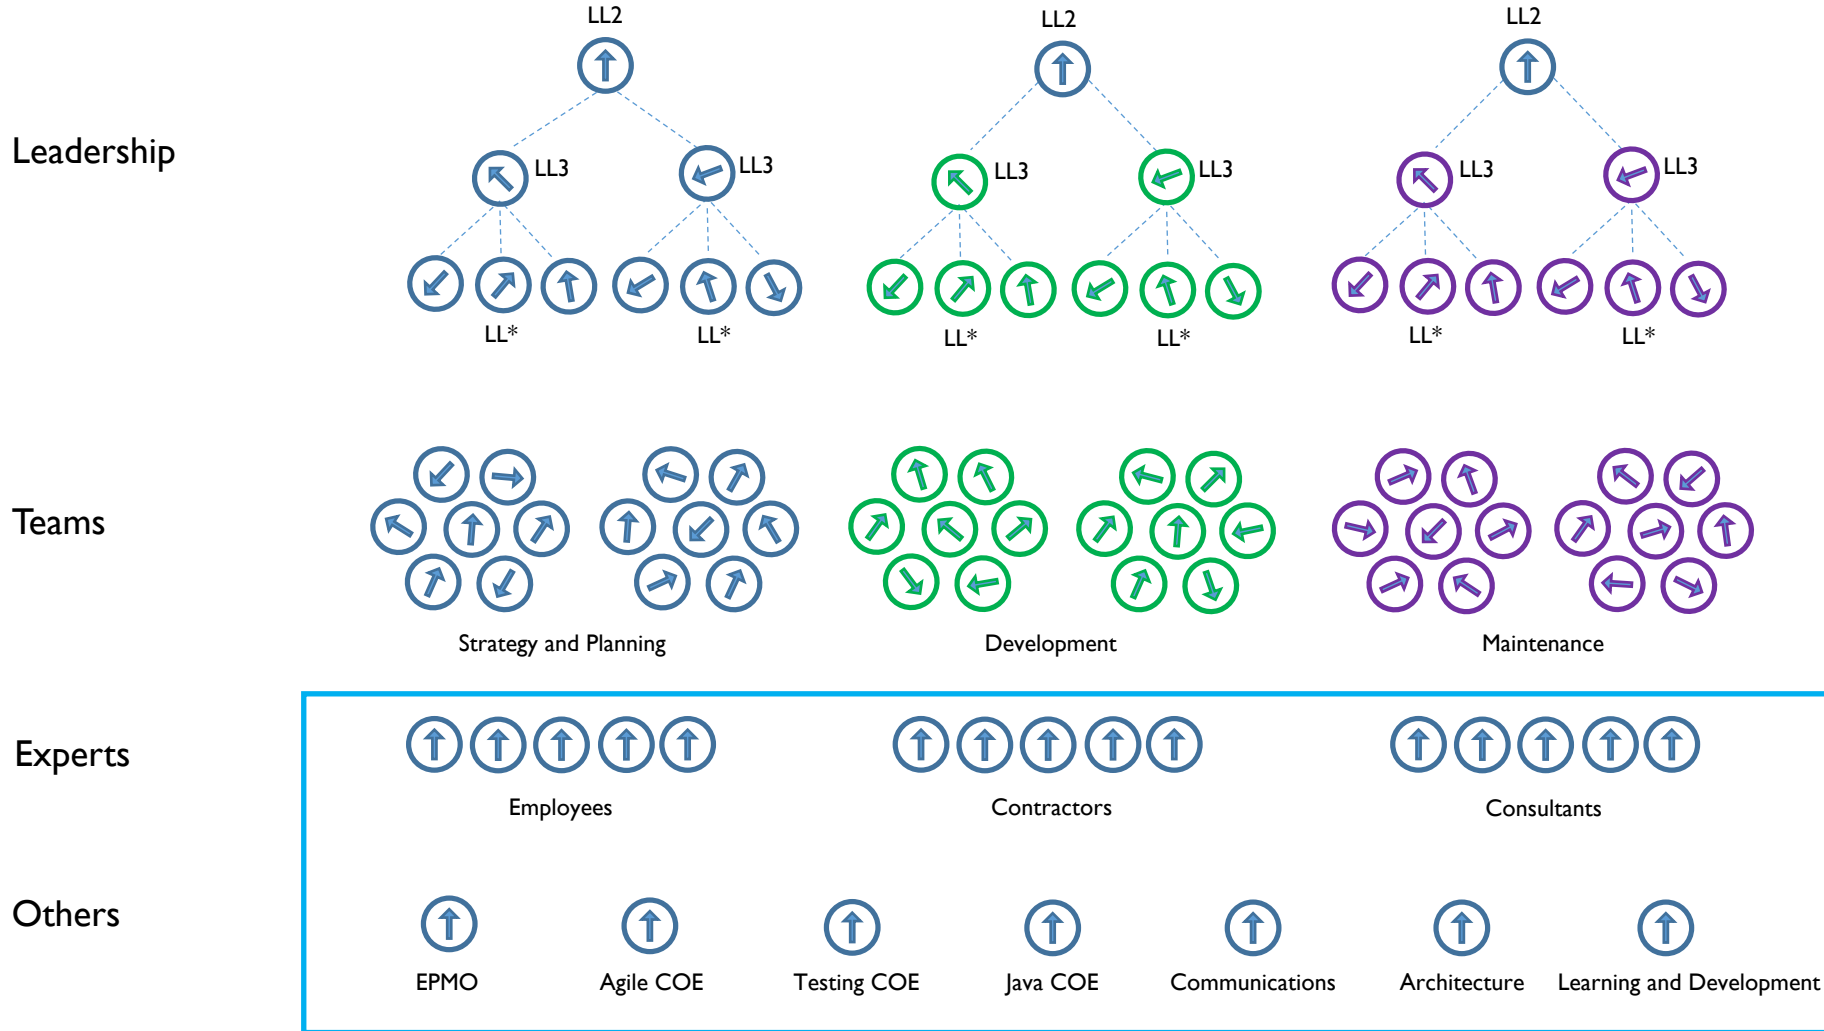 LL2
LL2
LL2
Leadership
LL3
LL3
LL3
LL3
LL3
LL3
LL*
LL*
LL*
LL*
LL*
LL*
Teams
Strategy and Planning
Development
Maintenance
Experts
Employees
Contractors
Consultants
Others
EPMO
Agile COE
Testing COE
Java COE
Communications
Architecture
Learning and Development